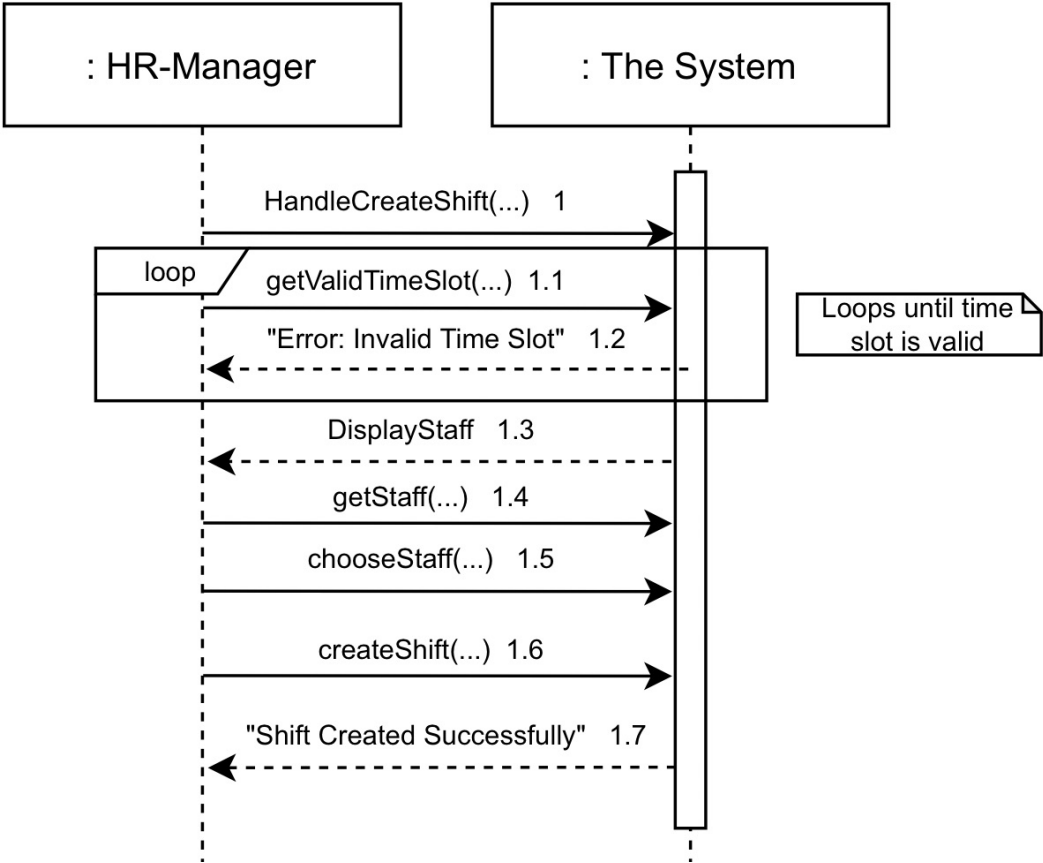 : HR-Manager
: The System
HandleCreateShift(...) 1
loop
getValidTimeSlot(...) 1.1
"Error: Invalid Time Slot" 1.2
Loops until time
slot is valid
DisplayStaff 1.3
getStaff(...) 1.4
chooseStaff(...) 1.5
createShift(...) 1.6
"Shift Created Successfully" 1.7